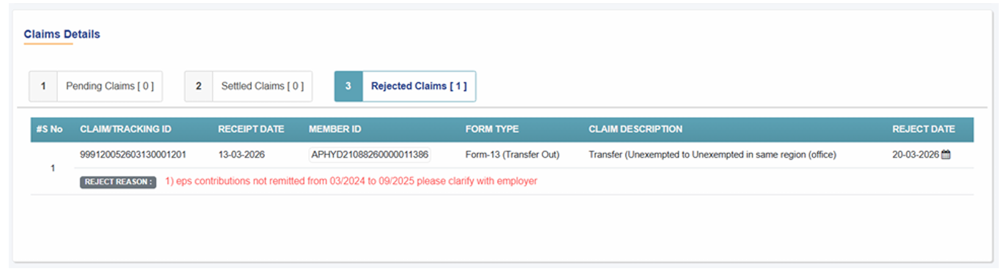 Claims Details
1 Pending Claims [ 0 ] 2 Settled Claims [ 0 ] 3 Rejected Claims [ 1 ]
#S No CLAIM/TRACKING ID RECEIPT DATE MEMBER ID FORM TYPE CLAIM DESCRIPTION REJECT DATE
1 999120052603130001201 13-03-2026 APHYD21088260000011386 Form-13 (Transfer Out) Transfer (Unexempted to Unexempted in same region (office) 20-03-2026
REJECT REASON : 1) eps contributions not remitted from 03/2024 to 09/2025 please clarify with employer